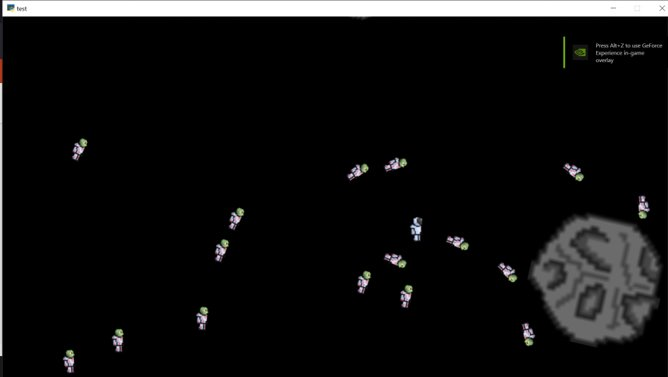 test
Press Alt+Z to use GeForce
Experience in-game
overlay